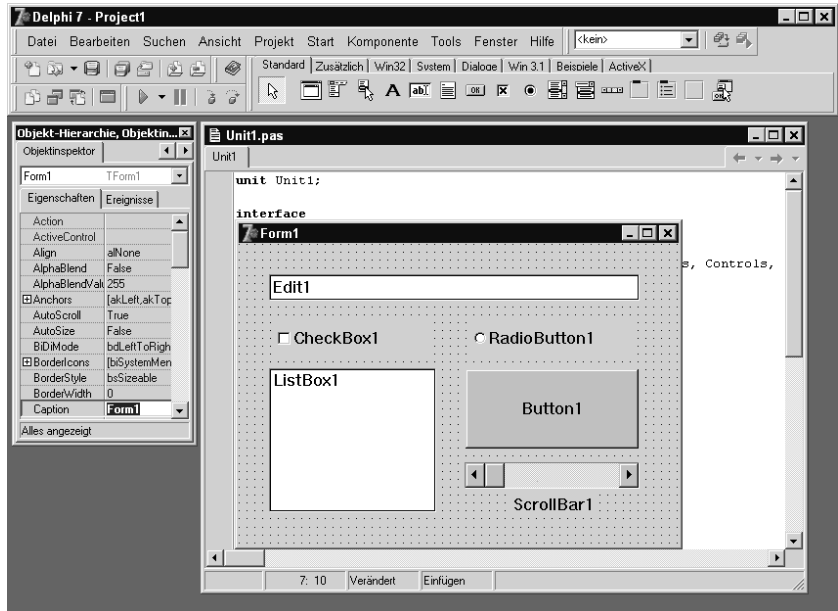 Delphi 7 - Project1
Datei Bearbeiten Suchen Ansicht Projekt Start Komponente Tools Fenster Hilfe <kein>
Standard Zusätzlich Win32 System Dialoge Win 3.1 Beispiele ActiveX
A ab OK
Objekt-Hierarchie, Objektin...
Objektinspektor
Form1 TForm1
Eigenschaften Ereignisse
Action
ActiveControl
Align alNone
AlphaBlend False
AlphaBlendValu 255
Anchors [akLeft,akTop
AutoScroll True
AutoSize False
BiDiMode bdLeftToRigh
BorderIcons [biSystemMen
BorderStyle bsSizeable
BorderWidth 0
Caption Form1
Alles angezeigt
Unit1.pas
Unit1
unit Unit1;
interface
s, Controls,
Form1
Edit1
CheckBox1
RadioButton1
ListBox1
Button1
ScrollBar1
7: 10 Verändert Einfügen